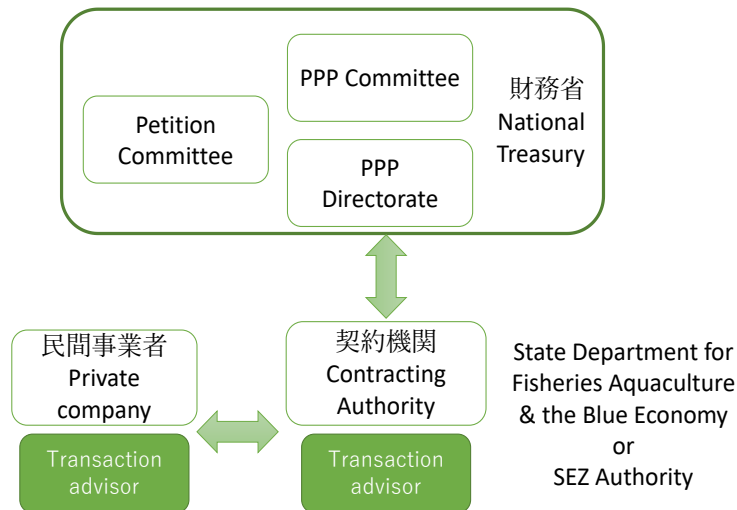 PPP Committee
財務省
National
Treasury
Petition
Committee
PPP
Directorate
民間事業者
Private
company
契約機関
Contracting
Authority
State Department for
Fisheries Aquaculture
& the Blue Economy
or
SEZ Authority
Transaction
advisor
Transaction
advisor